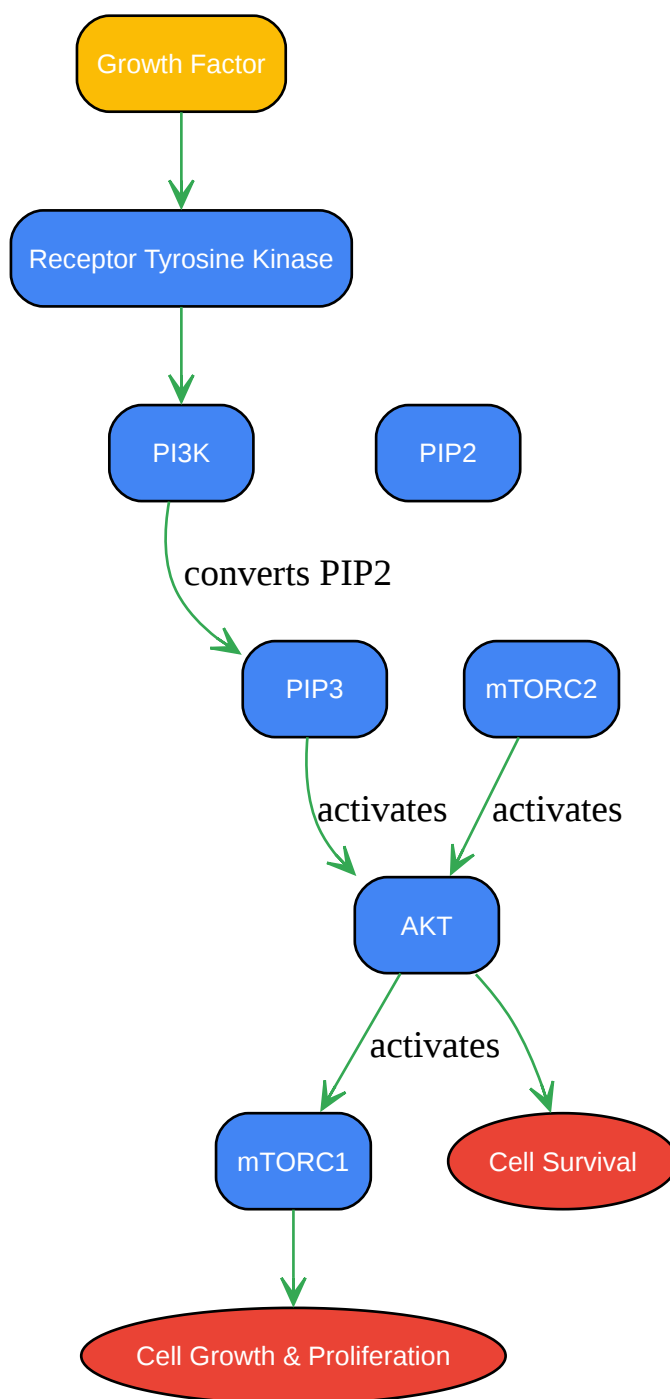 Growth Factor
Receptor Tyrosine Kinase
PI3K
PIP2
converts PIP2
PIP3
mTORC2
activates
activates
AKT
activates
mTORC1
Cell Survival
Cell Growth & Proliferation